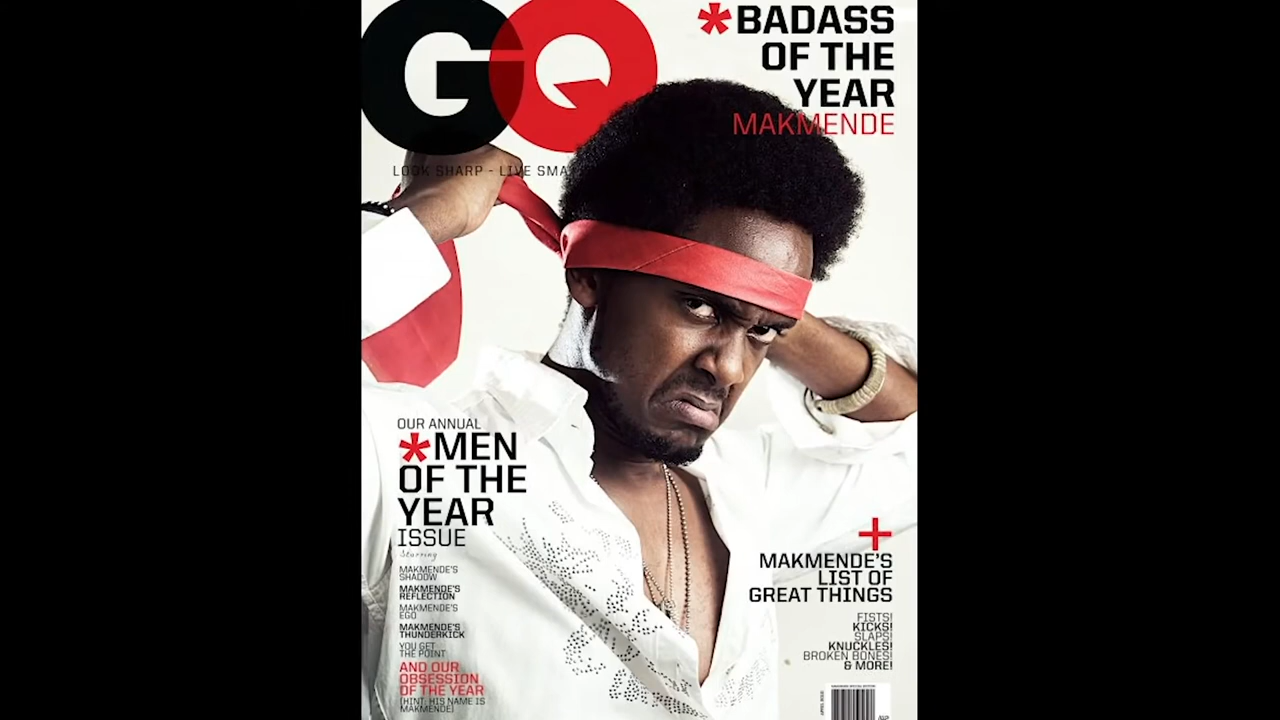 GQ
LOOK SHARP - LIVE SMA
*BADASS
OF THE
YEAR
MAKMENDE
OUR ANNUAL
*MEN
OF THE
YEAR
ISSUE
Starring
MAKMENDE'S
SHADOW
MAKMENDE'S
REFLECTION
MAKMENDE'S
EGO
MAKMENDE'S
THUNDERKICK
YOU GET
THE POINT
AND OUR
OBSESSION
OF THE YEAR
(HINT: HIS NAME IS
MAKMENDE)
+
MAKMENDE'S
LIST OF
GREAT THINGS
FISTS!
KICKS!
SLAPS!
KNUCKLES!
BROKEN BONES!
& MORE!